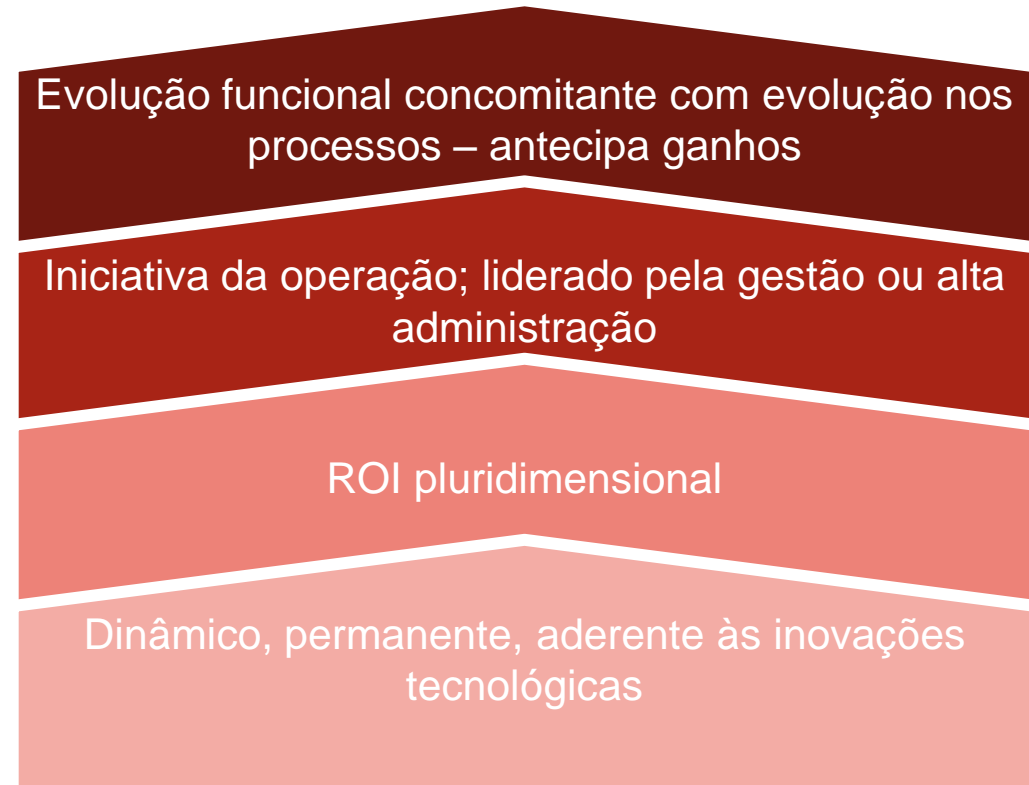 Evolução funcional concomitante com evolução nos
processos – antecipa ganhos
Iniciativa da operação; liderado pela gestão ou alta
administração
ROI pluridimensional
Dinâmico, permanente, aderente às inovações
tecnológicas